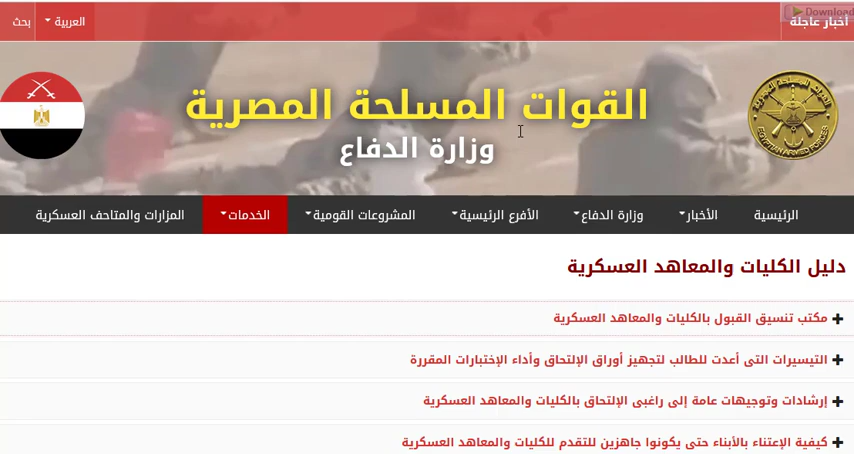 أخبار عاجلة
العربية
بحث
Download
القوات المسلحة المصرية
وزارة الدفاع
EGYPTIAN ARMED FORCES
الرئيسية
الأخبار
وزارة الدفاع
الأفرع الرئيسية
المشروعات القومية
الخدمات
المزارات والمتاحف العسكرية
دليل الكليات والمعاهد العسكرية
مكتب تنسيق القبول بالكليات والمعاهد العسكرية
التيسيرات التى أعدت للطالب لتجهيز أوراق الإلتحاق وأداء الإختبارات المقررة
إرشادات وتوجيهات عامة إلى راغبى الإلتحاق بالكليات والمعاهد العسكرية
كيفية الإعتناء بالأبناء حتى يكونوا جاهزين للتقدم للكليات والمعاهد العسكرية